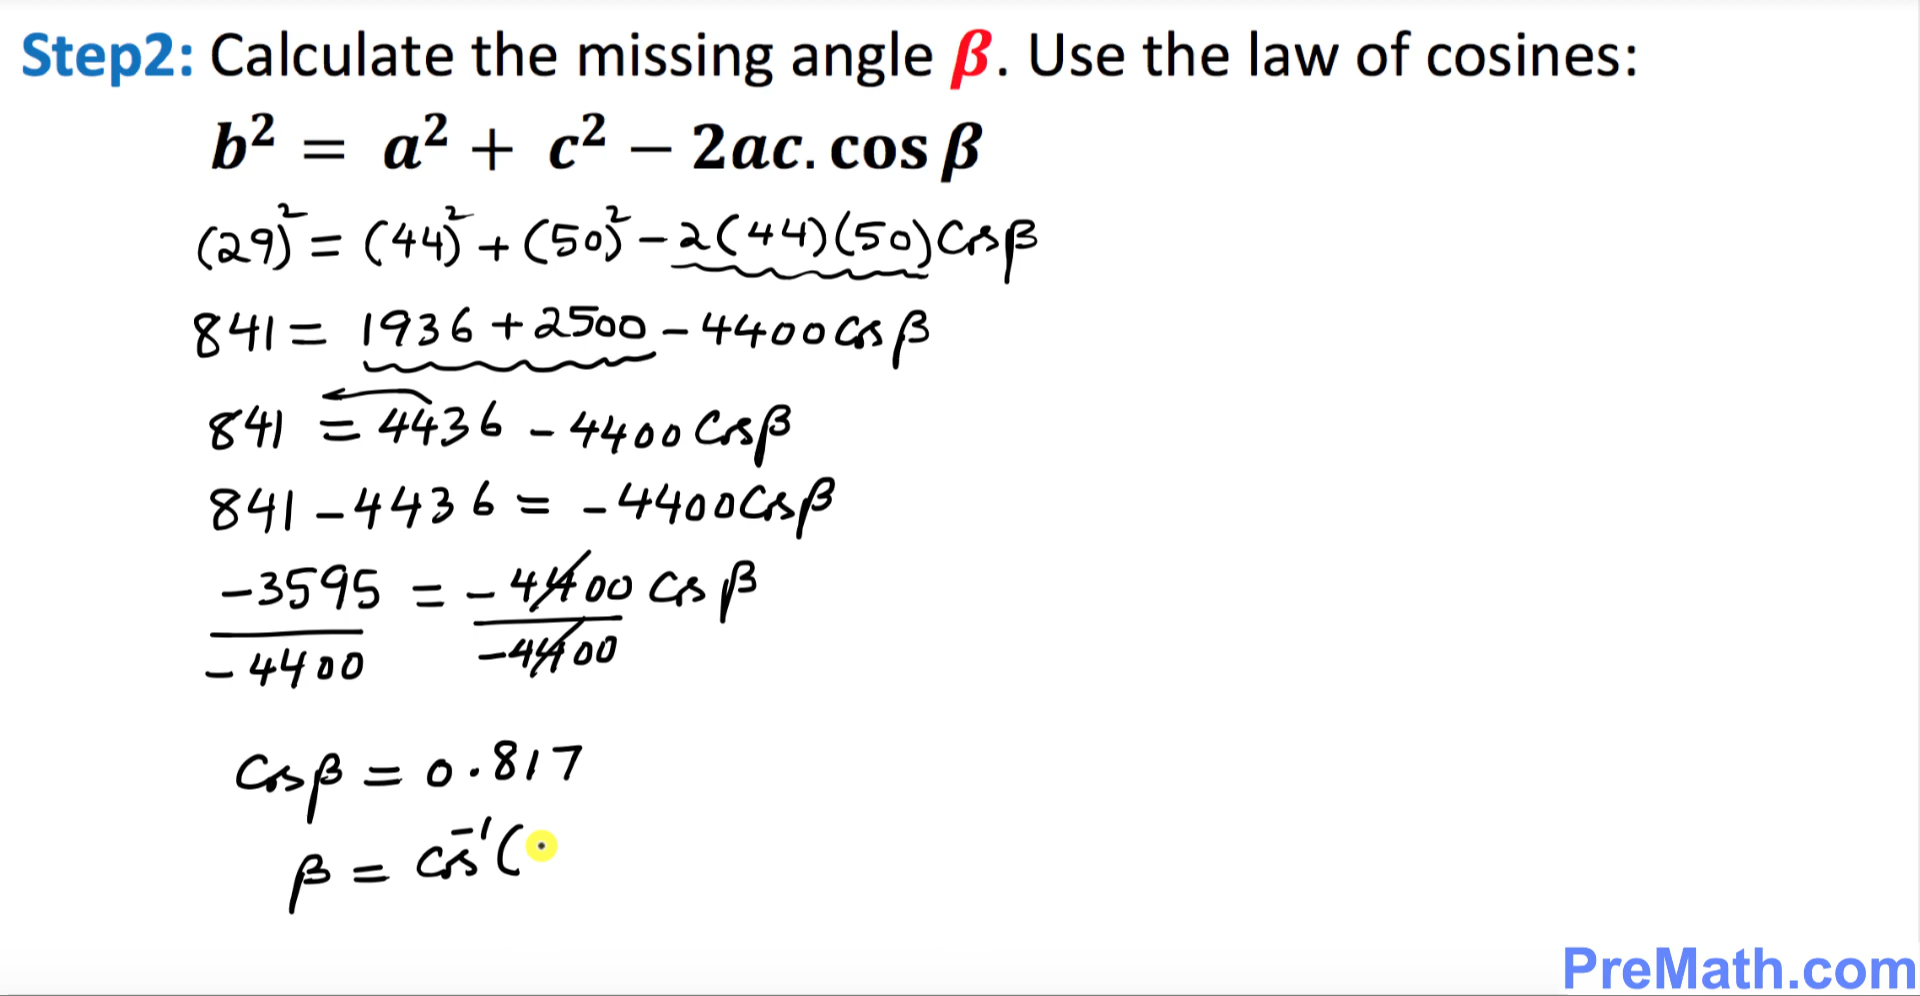 Step2: Calculate the missing angle β. Use the law of cosines:
b² = a² + c² − 2ac. cos β
(29)² = (44)² + (50)² − 2(44)(50) cos β
841 = 1936 + 2500 − 4400 cos β
841 = 4436 − 4400 cos β
841 − 4436 = − 4400 cos β
−3595 = − 4400 cos β
− 4400 −4400
cos β = 0.817
β = cos⁻¹(
PreMath.com